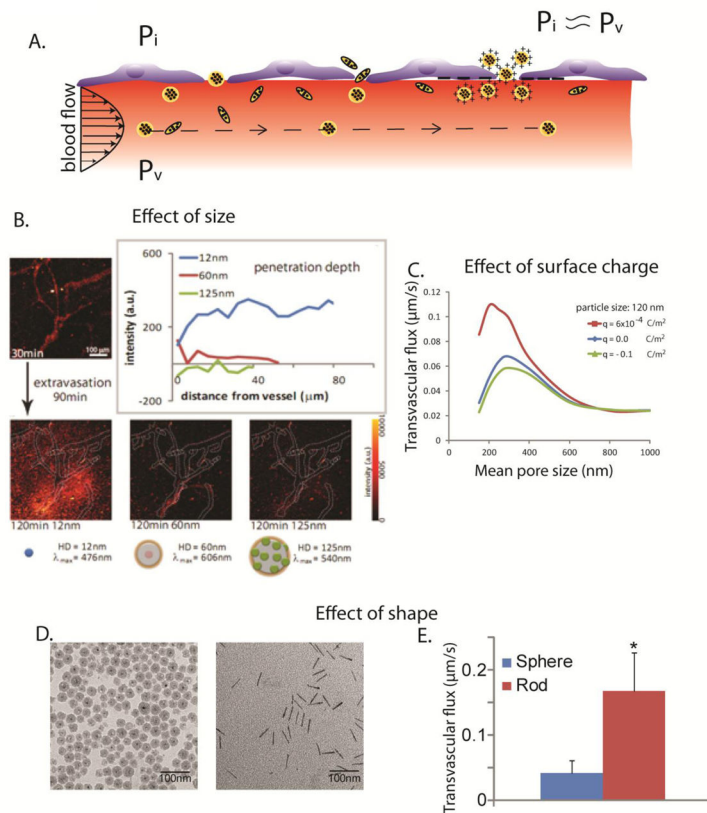 A.
Pi
Pi ≈ Pv
blood flow
Pv
B.
Effect of size
30min
100 µm
extravasation
90min
intensity (a.u.)
600
200
-200
12nm
60nm
125nm
penetration depth
0
40
80
120
distance from vessel (µm)
120min 12nm
120min 60nm
120min 125nm
intensity (a.u.)
10000
5000
0
HD = 12nm
λmax = 476nm
HD = 60nm
λmax = 606nm
HD = 125nm
λmax = 540nm
C.
Effect of surface charge
particle size: 120 nm
q = 6x10⁻⁴ C/m²
q = 0.0 C/m²
q = - 0.1 C/m²
Transvascular flux (µm/s)
0.12
0.1
0.08
0.06
0.04
0.02
0
0
200
400
600
800
1000
Mean pore size (nm)
Effect of shape
D.
100nm
100nm
E.
Transvascular flux (µm/s)
0.2
0.1
0
Sphere
Rod
*